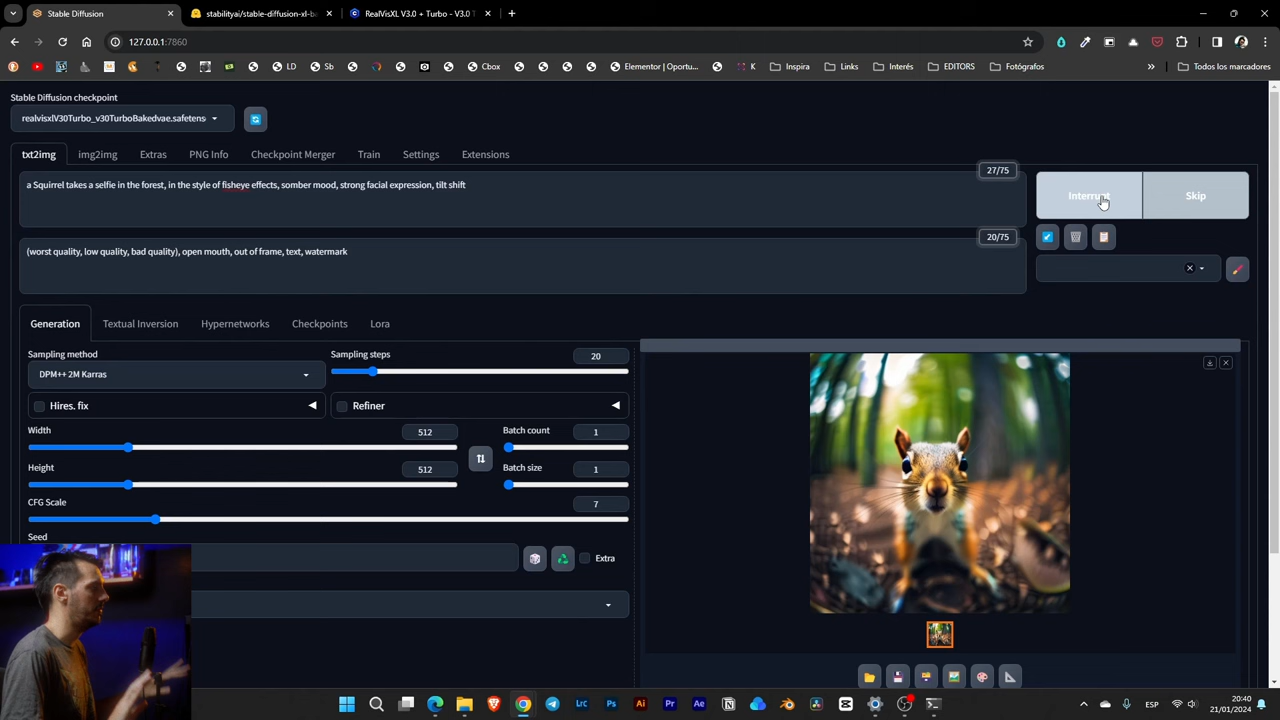 Stable Diffusion
stabilityai/stable-diffusion-xl-ba
RealVisXL V3.0 + Turbo - V3.0 T
127.0.0.1:7860
LD
Sb
Cbox
Elementor | Oportu...
K
Inspira
Links
Interés
EDITORS
Fotógrafos
Todos los marcadores
Stable Diffusion checkpoint
realvisxlV30Turbo_v30TurboBakedvae.safetens
txt2img
img2img
Extras
PNG Info
Checkpoint Merger
Train
Settings
Extensions
27/75
a Squirrel takes a selfie in the forest, in the style of fisheye effects, somber mood, strong facial expression, tilt shift
Interrupt
Skip
20/75
(worst quality, low quality, bad quality), open mouth, out of frame, text, watermark
Generation
Textual Inversion
Hypernetworks
Checkpoints
Lora
Sampling method
DPM++ 2M Karras
Sampling steps
20
Hires. fix
Refiner
Width
512
Batch count
1
Height
512
Batch size
1
CFG Scale
7
Seed
Extra
Lrc
Ps
Ai
Pr
Ae
ESP
20:40
21/01/2024